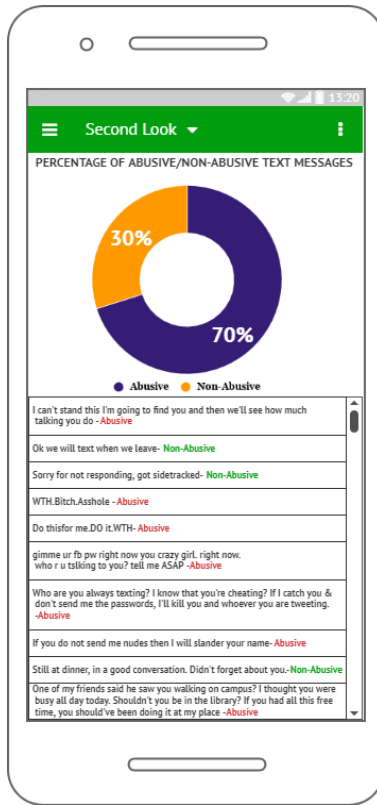 13:20
Second Look
PERCENTAGE OF ABUSIVE/NON-ABUSIVE TEXT MESSAGES
30%
70%
Abusive Non-Abusive
I can't stand this I'm going to find you and then we'll see how much
talking you do - Abusive
Ok we will text when we leave- Non-Abusive
Sorry for not responding, got sidetracked- Non-Abusive
WTH.Bitch.Asshole - Abusive
Do thisfor me.DO it.WTH- Abusive
gimme ur fb pw right now you crazy girl. right now.
who r u tslking to you? tell me ASAP -Abusive
Who are you always texting? I know that you're cheating? If I catch you &
don't send me the passwords, I'll kill you and whoever you are tweeting.
-Abusive
If you do not send me nudes then I will slander your name- Abusive
Still at dinner, in a good conversation. Didn't forget about you.-Non-Abusive
One of my friends said he saw you walking on campus? I thought you were
busy all day today. Shouldn't you be in the library? If you had all this free
time, you should've been doing it at my place -Abusive